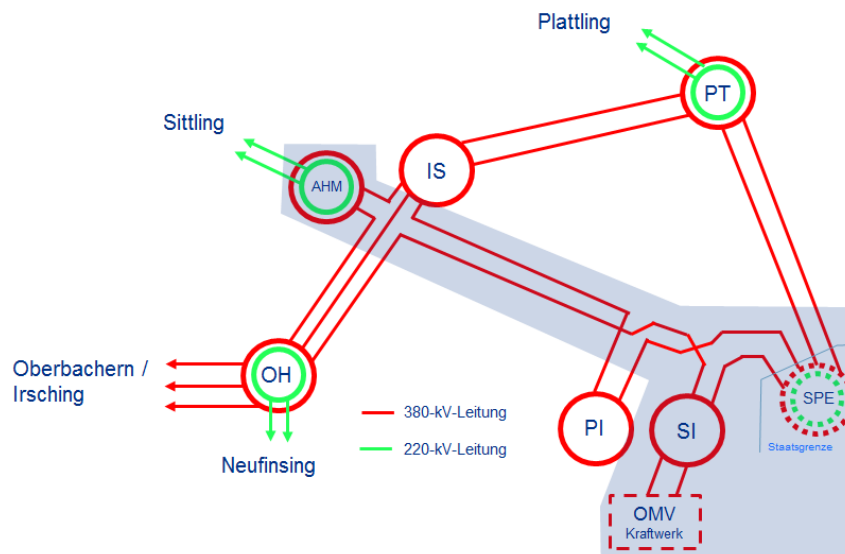 Plattling
PT
Sittling
IS
AHM
Oberbachern /
Irsching
OH
380-kV-Leitung
220-kV-Leitung
Neufinsing
PI
SI
SPE
Staatsgrenze
OMV
Kraftwerk